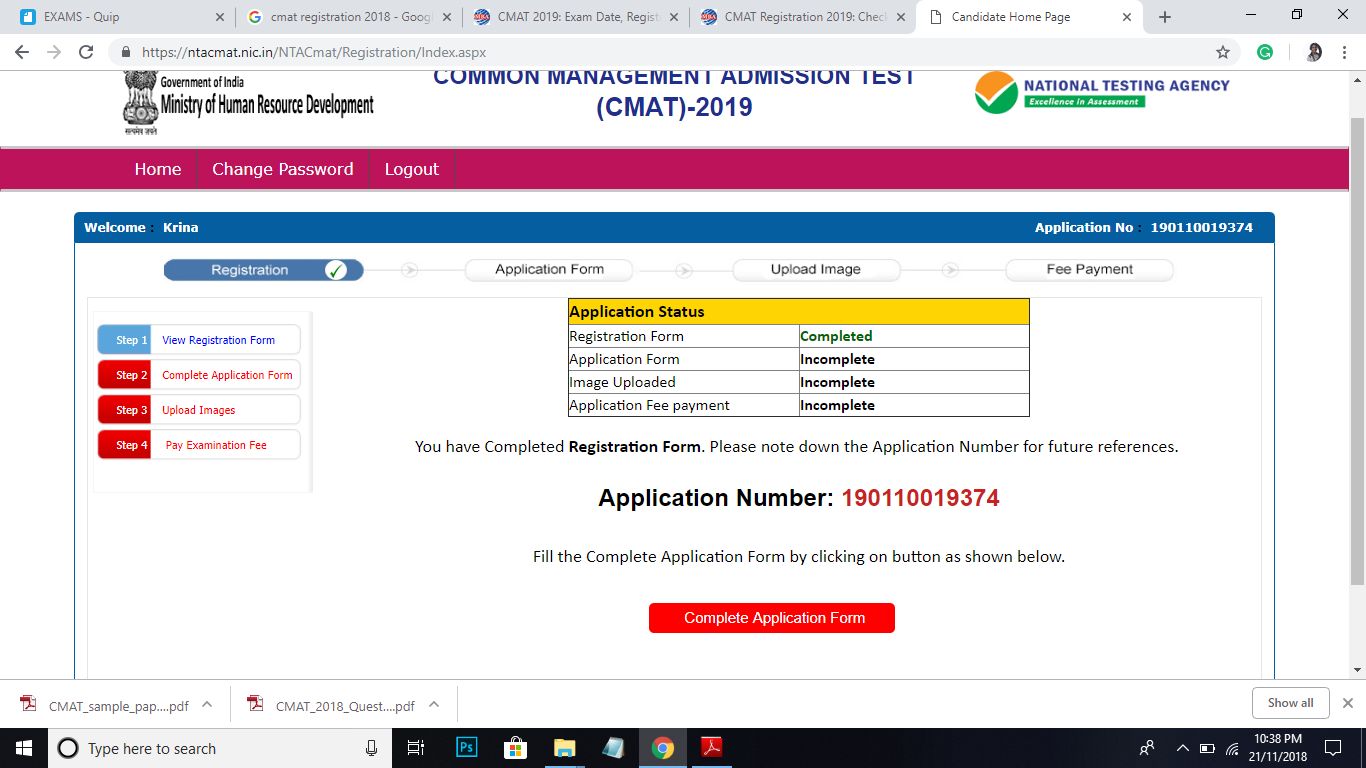 EXAMS - Quip
cmat registration 2018 - Googl
CMAT 2019: Exam Date, Regist
CMAT Registration 2019: Chec
Candidate Home Page
https://ntacmat.nic.in/NTACmat/Registration/Index.aspx
सत्यमेव जयते
Government of India
Ministry of Human Resource Development
COMMON MANAGEMENT ADMISSION TEST
(CMAT)-2019
NATIONAL TESTING AGENCY
Excellence in Assessment
Home
Change Password
Logout
Welcome : Krina
Application No : 190110019374
Registration
Application Form
Upload Image
Fee Payment
Step 1 View Registration Form
Step 2 Complete Application Form
Step 3 Upload Images
Step 4 Pay Examination Fee
Application Status
Registration Form Completed
Application Form Incomplete
Image Uploaded Incomplete
Application Fee payment Incomplete
You have Completed Registration Form. Please note down the Application Number for future references.
Application Number: 190110019374
Fill the Complete Application Form by clicking on button as shown below.
Complete Application Form
CMAT_sample_pap....pdf
CMAT_2018_Quest....pdf
Show all
Type here to search
Ps
10:38 PM
21/11/2018